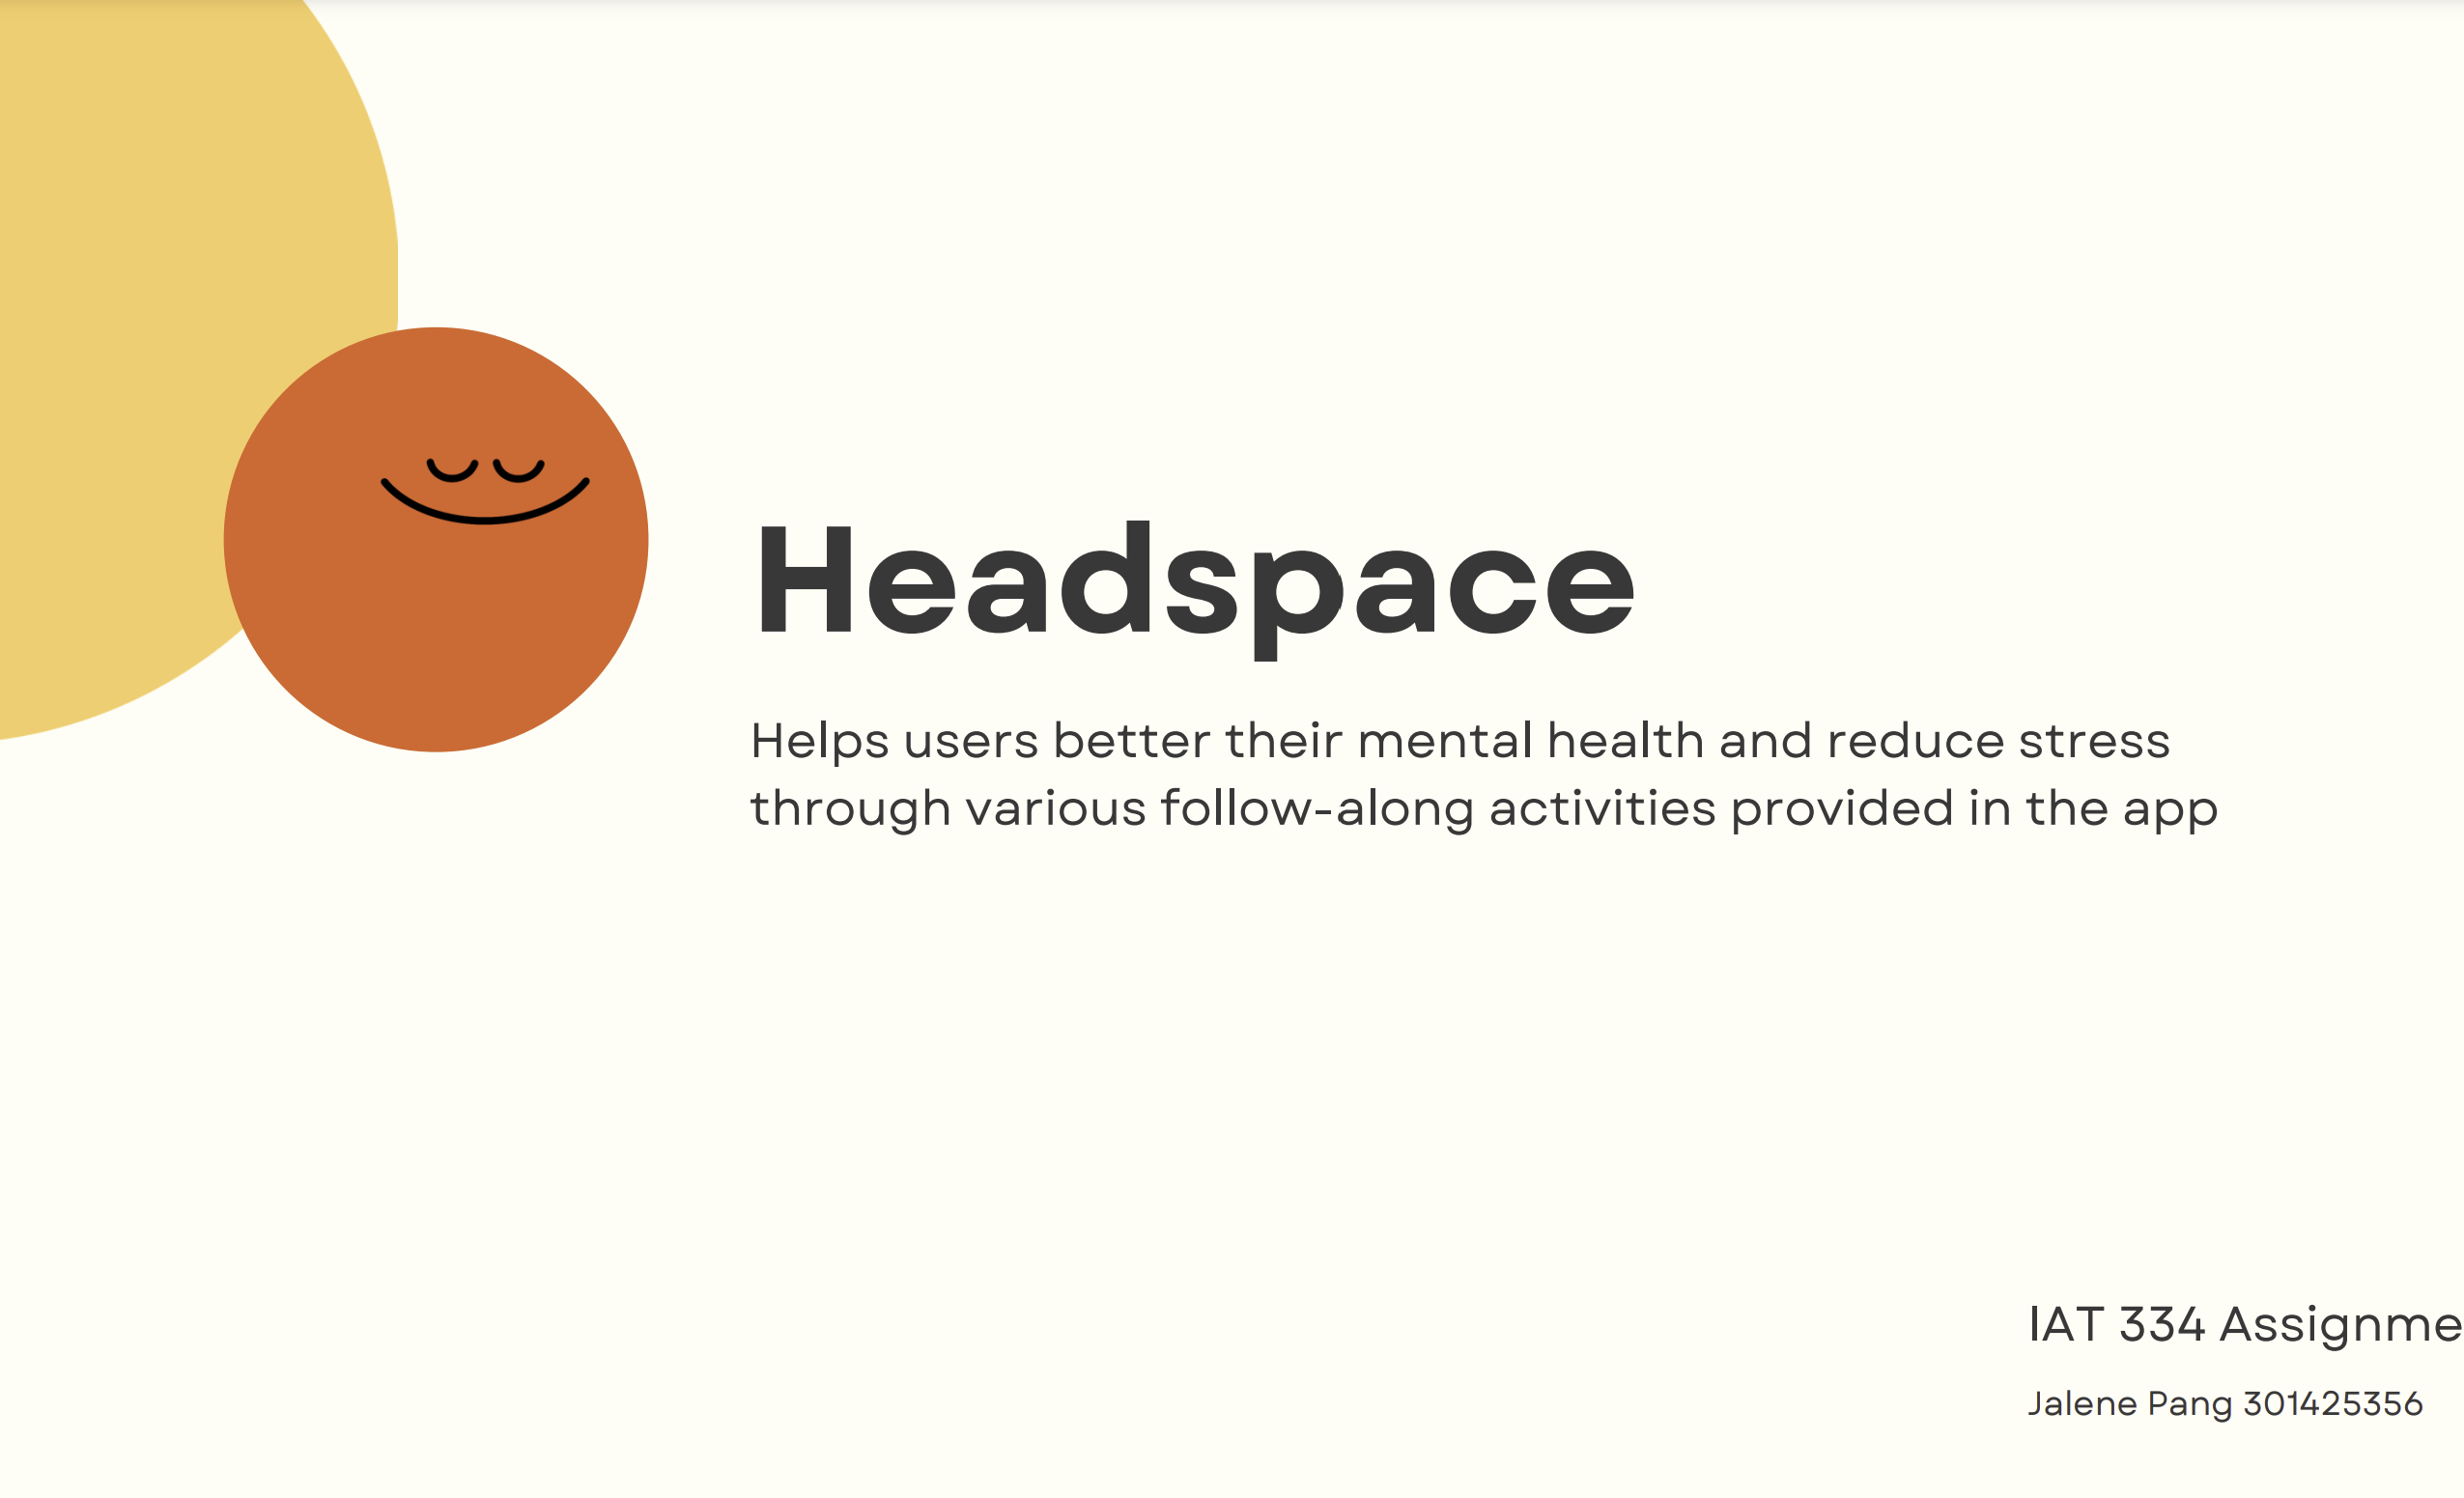 Headspace
Helps users better their mental health and reduce stress
through various follow-along activities provided in the app
IAT 334 Assignme
Jalene Pang 301425356